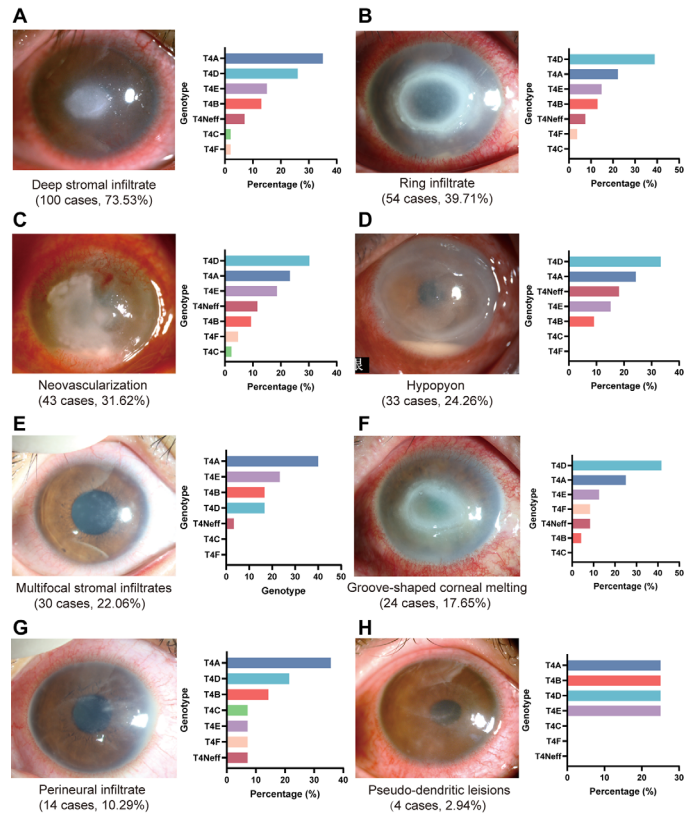 A
Genotype
T4A
T4D
T4E
T4B
T4Neff
T4C
T4F
0 10 20 30 40
Percentage (%)
Deep stromal infiltrate
(100 cases, 73.53%)
B
Genotype
T4D
T4A
T4E
T4B
T4Neff
T4F
T4C
0 10 20 30 40 50
Percentage (%)
Ring infiltrate
(54 cases, 39.71%)
C
Genotype
T4D
T4A
T4E
T4Neff
T4B
T4F
T4C
0 10 20 30 40
Percentage (%)
Neovascularization
(43 cases, 31.62%)
D
Genotype
T4D
T4A
T4Neff
T4E
T4B
T4C
T4F
0 10 20 30 40
Percentage (%)
Hypopyon
(33 cases, 24.26%)
E
Genotype
T4A
T4E
T4B
T4D
T4Neff
T4C
T4F
0 10 20 30 40 50
Genotype
Multifocal stromal infiltrates
(30 cases, 22.06%)
F
Genotype
T4D
T4A
T4E
T4F
T4Neff
T4B
T4C
0 10 20 30 40 50
Percentage (%)
Groove-shaped corneal melting
(24 cases, 17.65%)
G
Genotype
T4A
T4D
T4B
T4C
T4E
T4F
T4Neff
0 10 20 30 40
Percentage (%)
Perineural infiltrate
(14 cases, 10.29%)
H
Genotype
T4A
T4B
T4D
T4E
T4C
T4F
T4Neff
0 10 20 30
Percentage (%)
Pseudo-dendritic leisions
(4 cases, 2.94%)